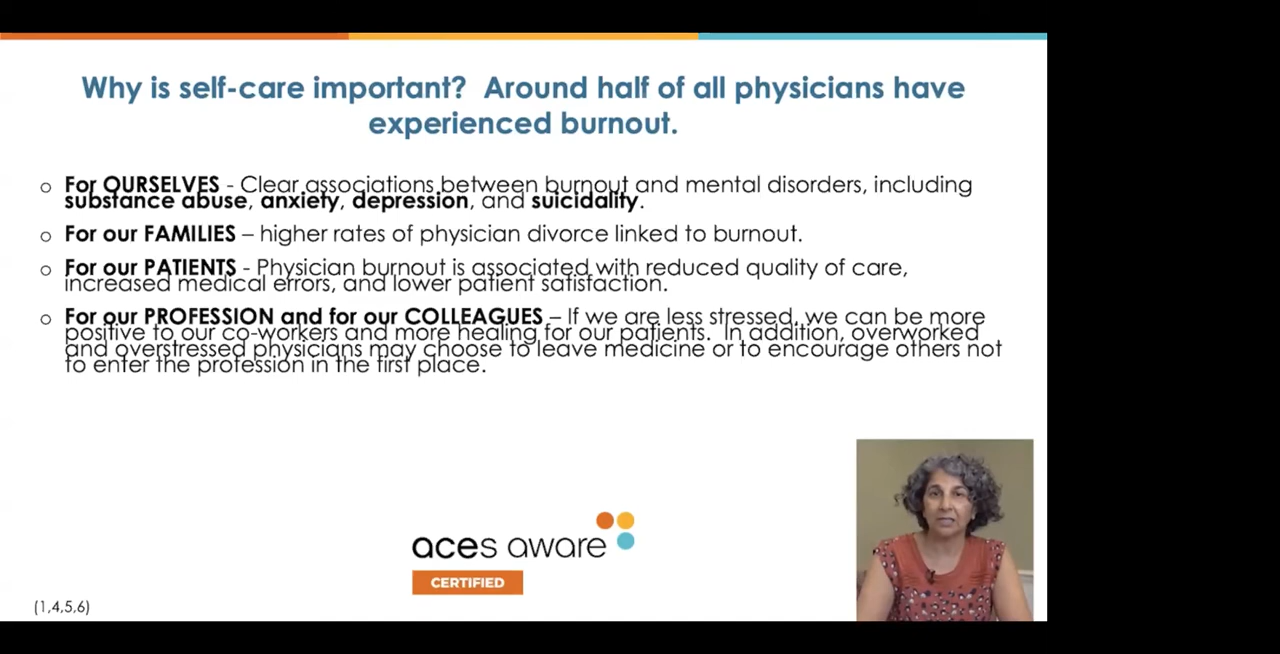 Why is self-care important?  Around half of all physicians have
experienced burnout.
o For OURSELVES - Clear associations between burnout and mental disorders, including
substance abuse, anxiety, depression, and suicidality.
o For our FAMILIES – higher rates of physician divorce linked to burnout.
o For our PATIENTS - Physician burnout is associated with reduced quality of care,
increased medical errors, and lower patient satisfaction.
o For our PROFESSION and for our COLLEAGUES – If we are less stressed, we can be more
positive to our co-workers and more healing for our patients.  In addition, overworked
and overstressed physicians may choose to leave medicine or to encourage others not
to enter the profession in the first place.
aces aware
CERTIFIED
(1,4,5,6)